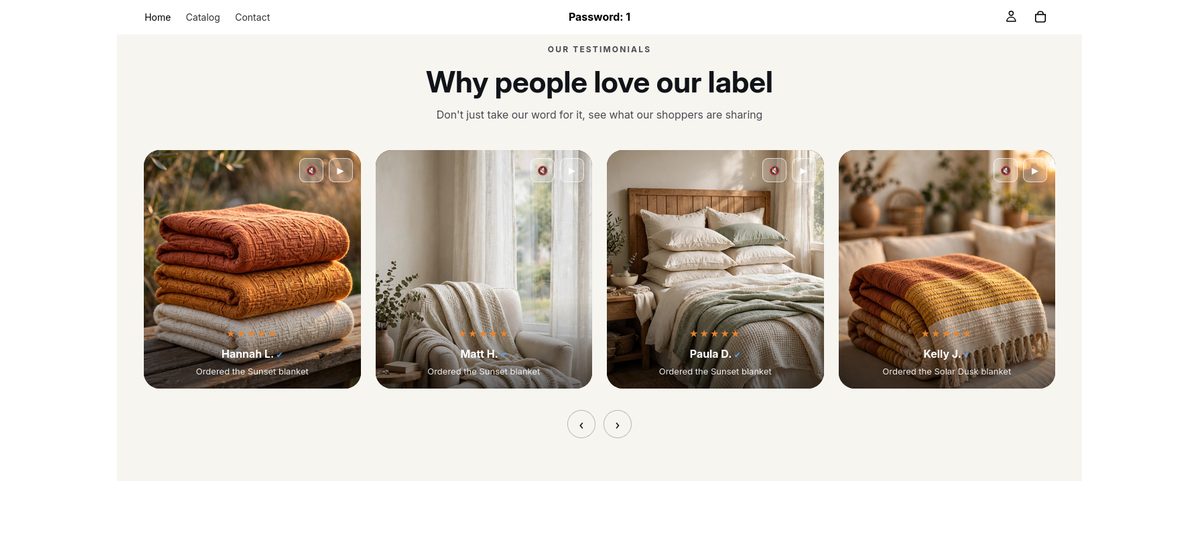 Home Catalog Contact
Password: 1
OUR TESTIMONIALS
Why people love our label
Don't just take our word for it, see what our shoppers are sharing
Hannah L.
Ordered the Sunset blanket
Matt H.
Ordered the Sunset blanket
Paula D.
Ordered the Sunset blanket
Kelly J.
Ordered the Solar Dusk blanket